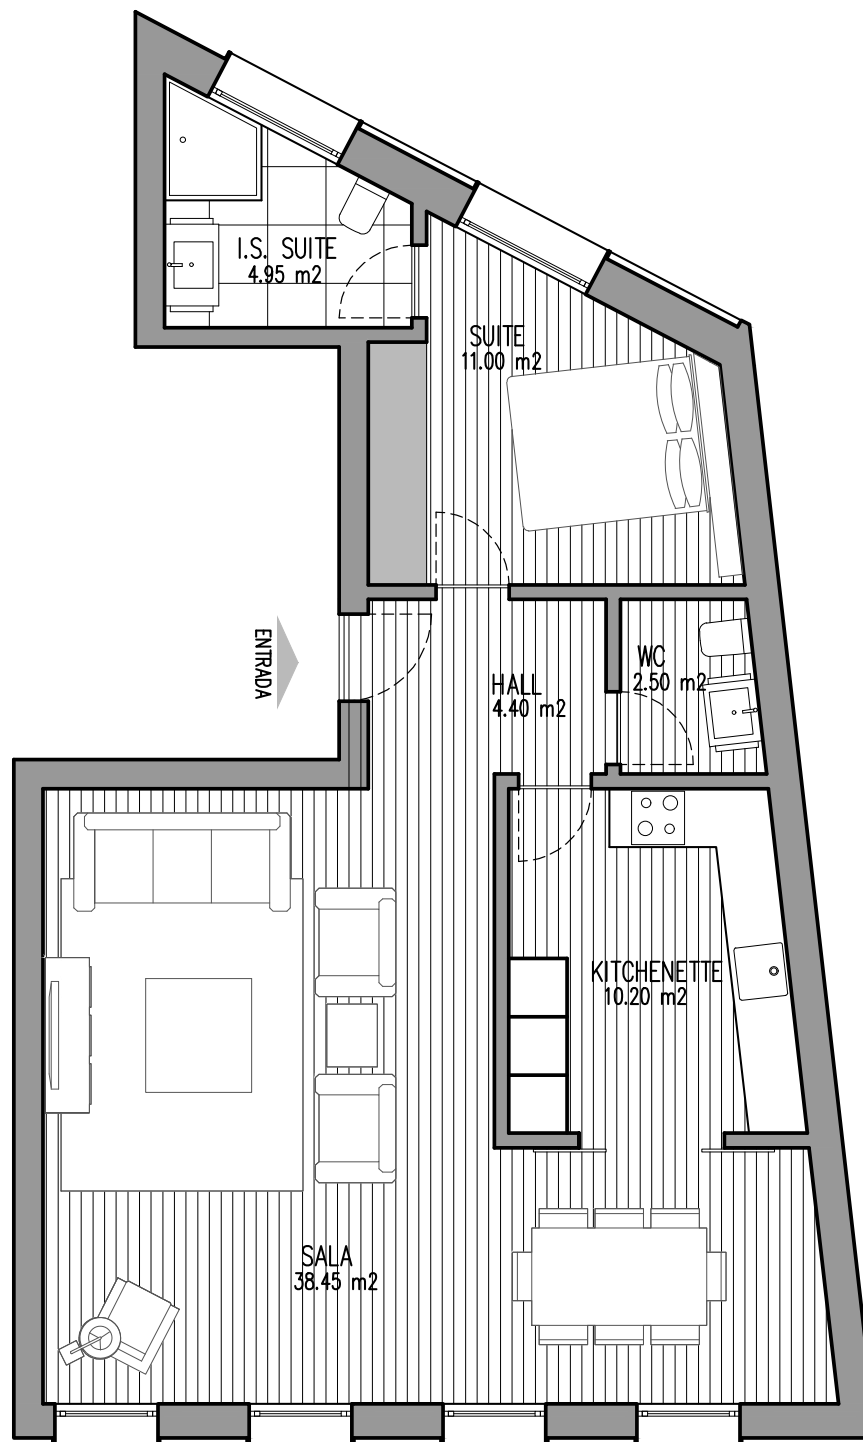 I.S. SUITE
4.95 m2
SUITE
11.00 m2
ENTRADA
WC
2.50 m2
HALL
4.40 m2
KITCHENETTE
10.20 m2
SALA
38.45 m2